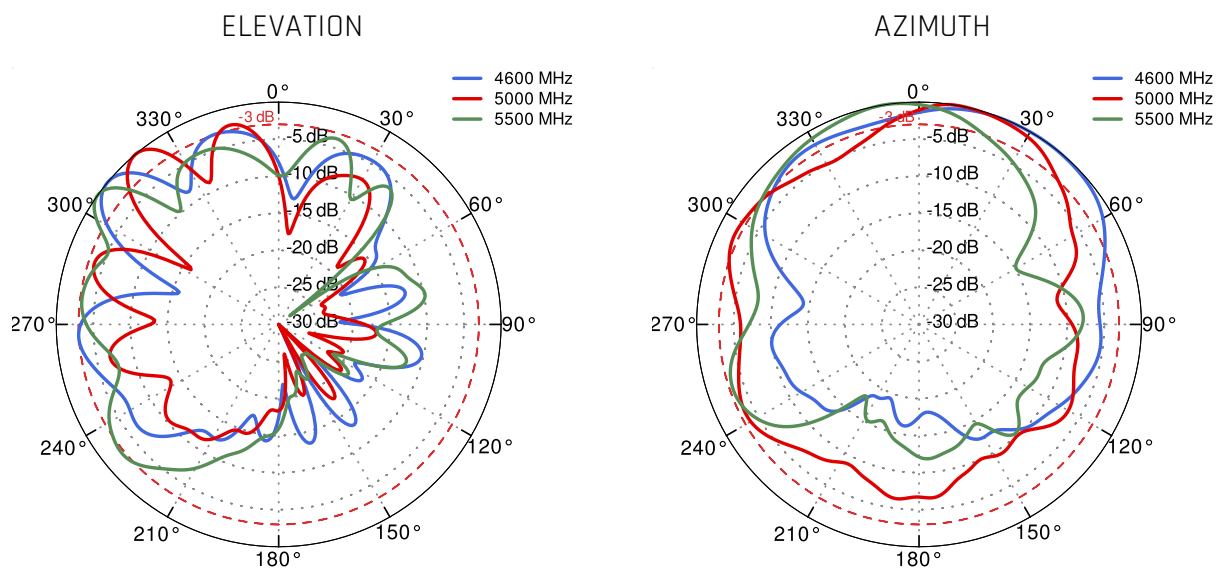 ELEVATION
4600 MHz
5000 MHz
5500 MHz
0°
30°
60°
90°
120°
150°
180°
210°
240°
270°
300°
330°
-3 dB
-5 dB
-10 dB
-15 dB
-20 dB
-25 dB
-30 dB
AZIMUTH
4600 MHz
5000 MHz
5500 MHz
0°
30°
60°
90°
120°
150°
180°
210°
240°
270°
300°
330°
-3 dB
-5 dB
-10 dB
-15 dB
-20 dB
-25 dB
-30 dB